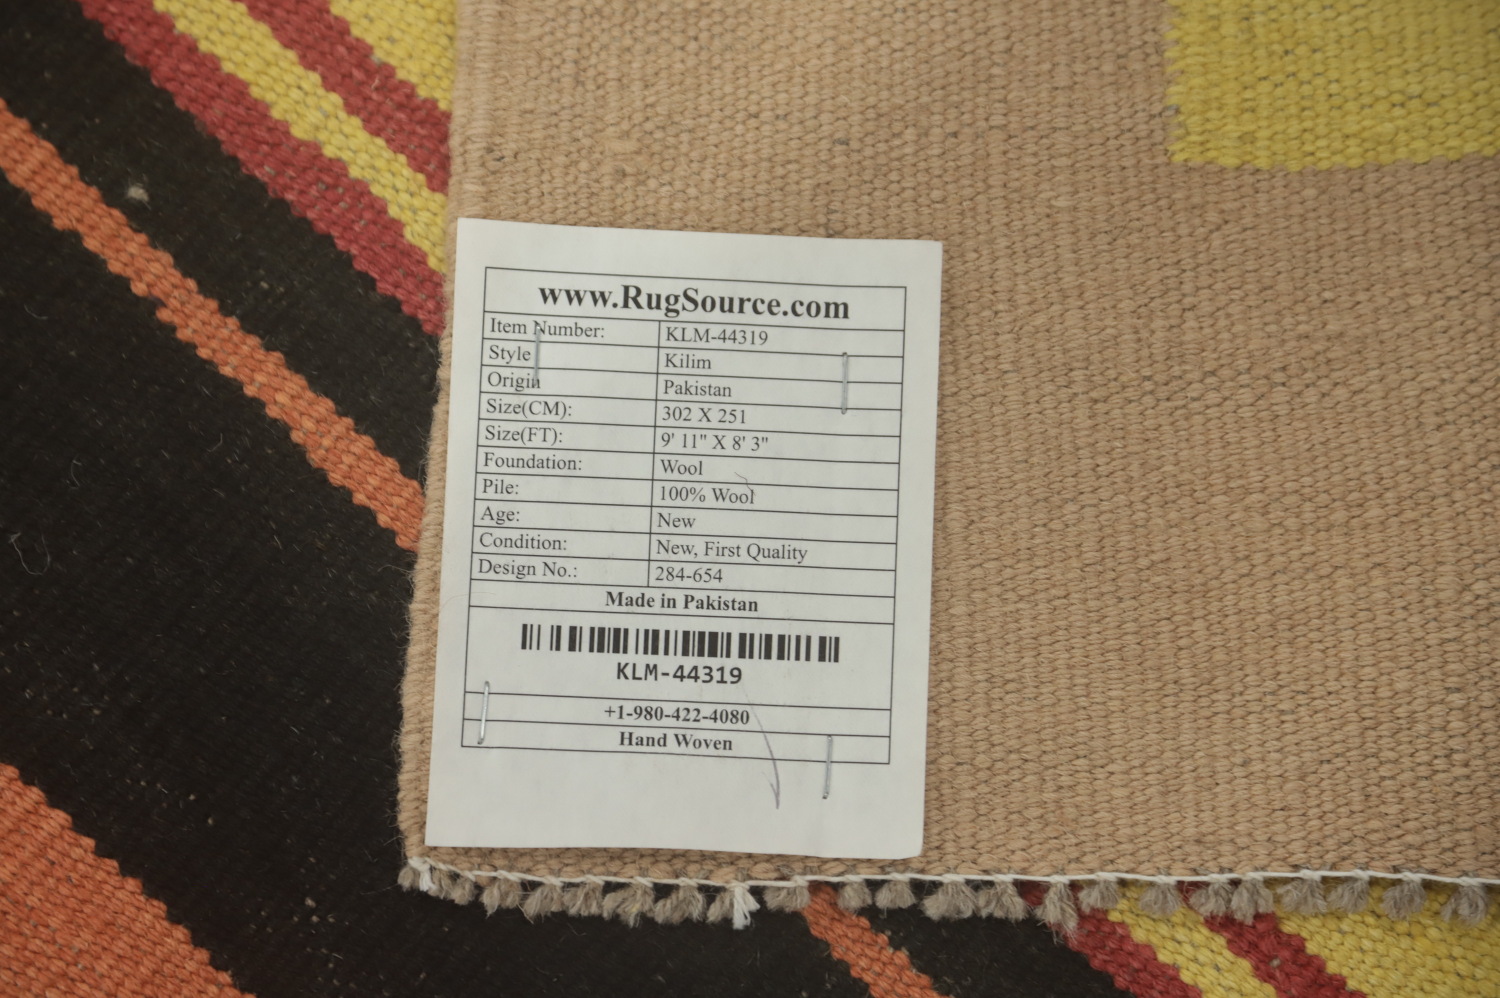 www.RugSource.com
Item Number: KLM-44319
Style Kilim
Origin Pakistan
Size(CM): 302 X 251
Size(FT): 9' 11" X 8' 3"
Foundation: Wool
Pile: 100% Wool
Age: New
Condition: New, First Quality
Design No.: 284-654
Made in Pakistan
KLM-44319
+1-980-422-4080
Hand Woven